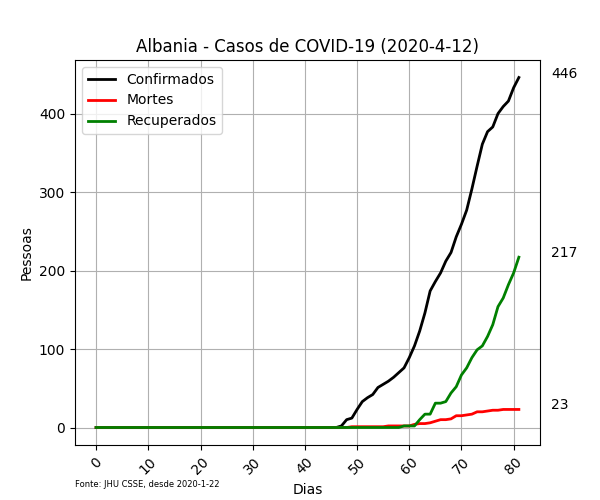 Albania - Casos de COVID-19 (2020-4-12)
Confirmados
Mortes
Recuperados
446
217
23
400
300
200
100
0
Pessoas
0 10 20 30 40 50 60 70 80
Dias
Fonte: JHU CSSE, desde 2020-1-22